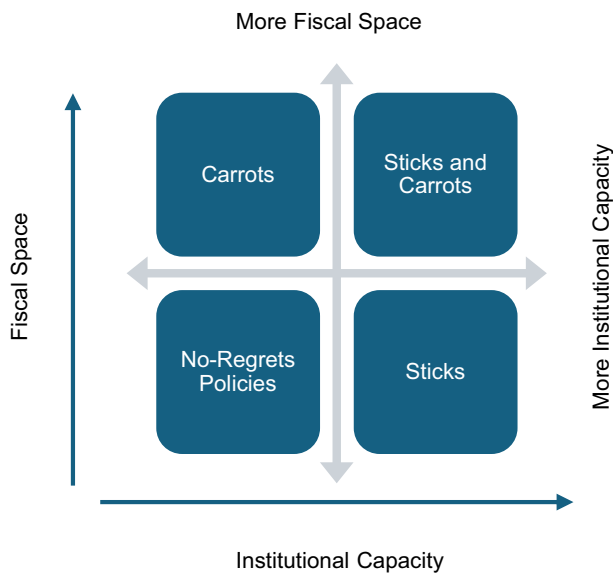 More Fiscal Space
Carrots
Sticks and
Carrots
Fiscal Space
More Institutional Capacity
No-Regrets
Policies
Sticks
Institutional Capacity